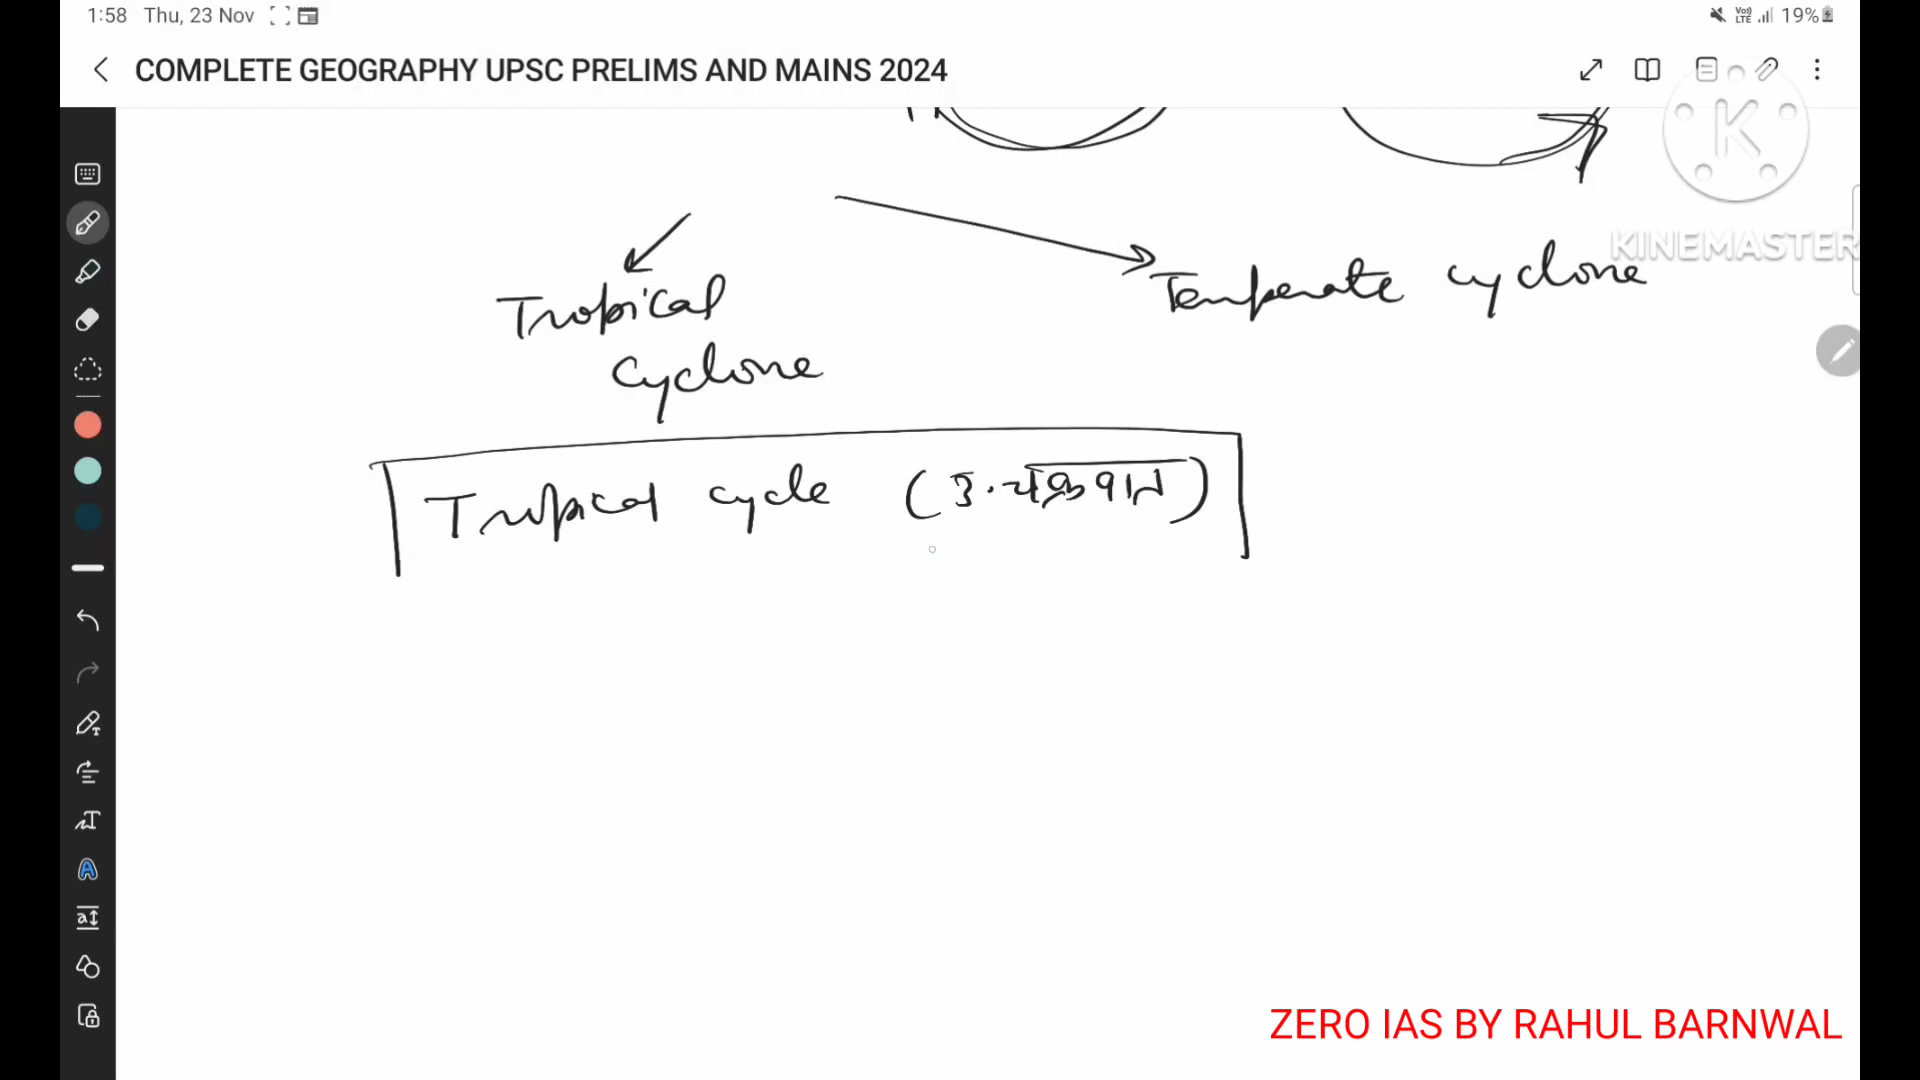 1:58 Thu, 23 Nov 19%
COMPLETE GEOGRAPHY UPSC PRELIMS AND MAINS 2024
KINEMASTER
Tropical Temperate cyclone
Cyclone
Tropical cycle (उ. चक्रवात)
ZERO IAS BY RAHUL BARNWAL